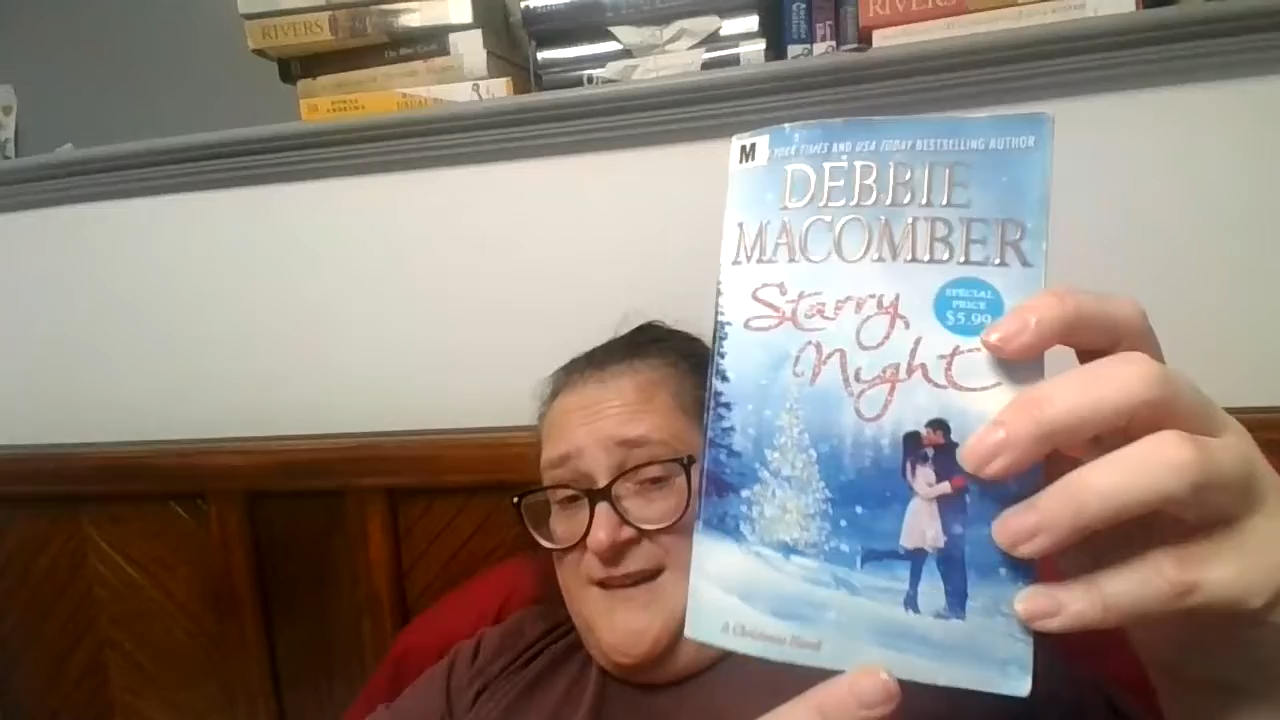 RIVERS
USUAL
RIVERS
M
YORK TIMES AND USA TODAY BESTSELLING AUTHOR
DEBBIE
MACOMBER
Starry
Night
SPECIAL
PRICE
$5.99
A Christmas Novel